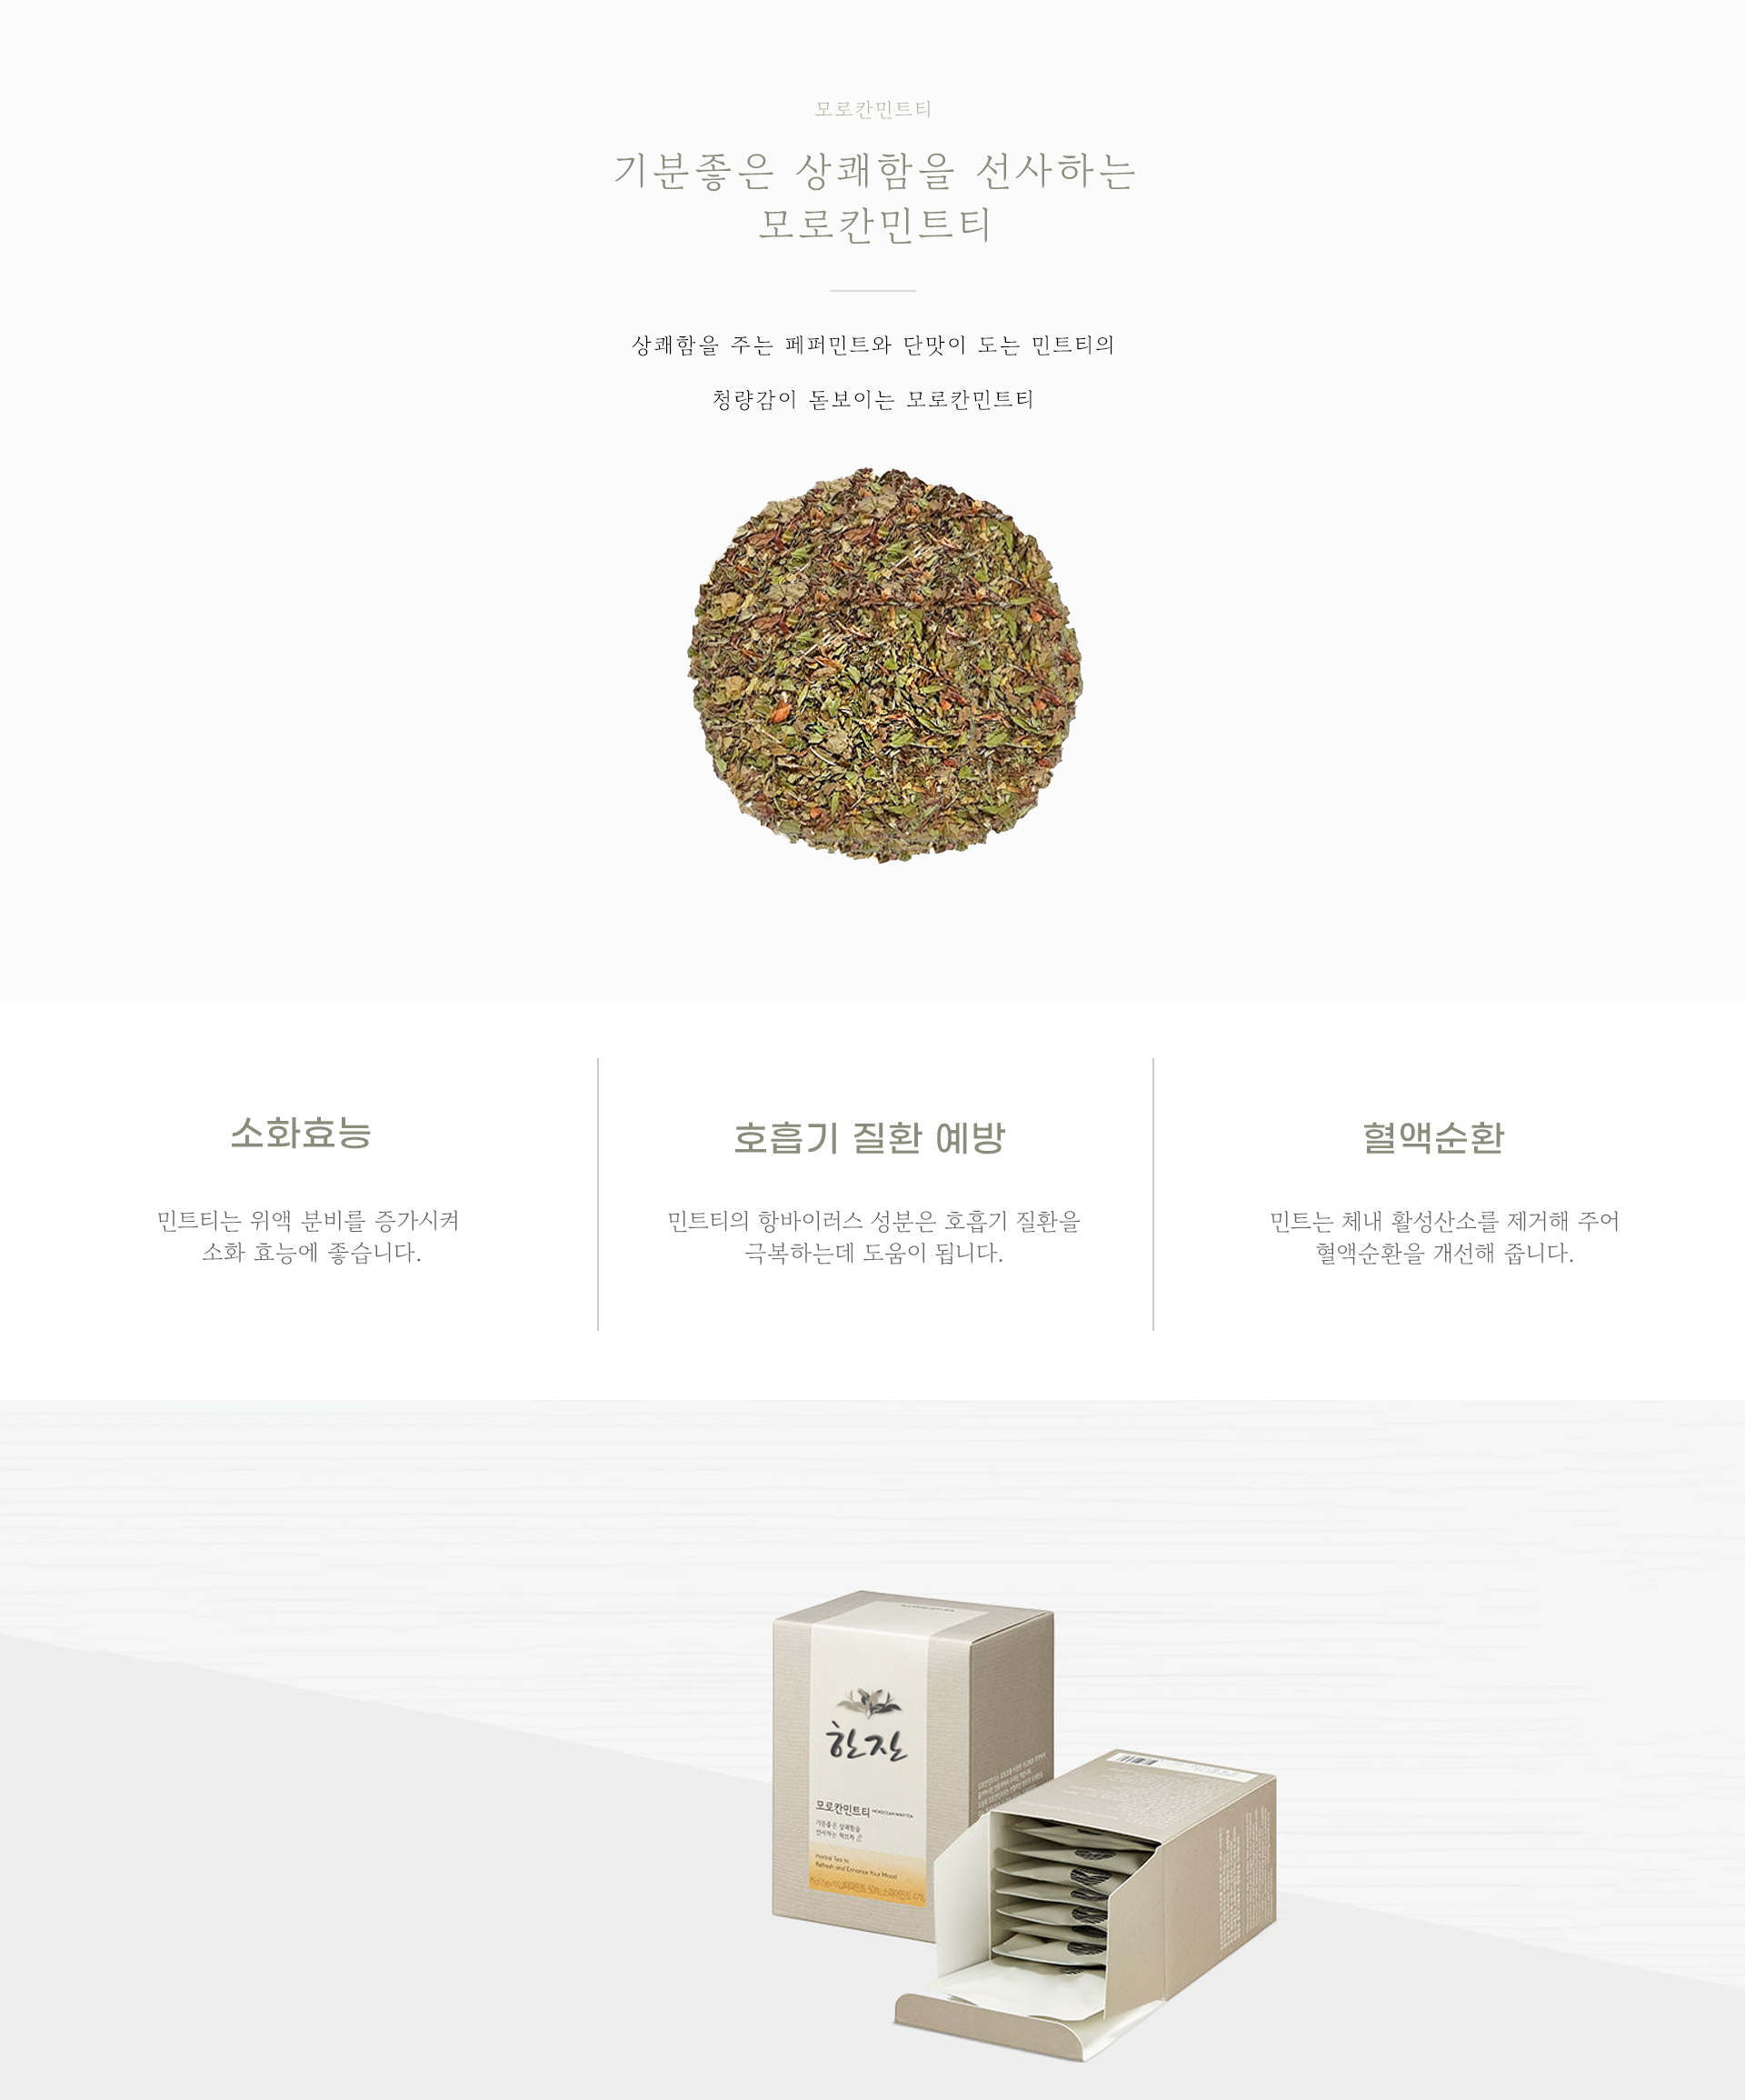 모로칸민트티
기분좋은 상쾌함을 선사하는
모로칸민트티
상쾌함을 주는 페퍼민트와 단맛이 도는 민트티의
청량감이 돋보이는 모로칸민트티
소화효능
민트티는 위액 분비를 증가시켜
소화 효능에 좋습니다.
호흡기 질환 예방
민트티의 항바이러스 성분은 호흡기 질환을
극복하는데 도움이 됩니다.
혈액순환
민트는 체내 활성산소를 제거해 주어
혈액순환을 개선해 줍니다.
한잔
모로칸민트티 MOROCCAN MINT TEA
기분좋은 상쾌함을
선사하는 허브차
Herbal Tea to
Refresh and Enhance Your Mood